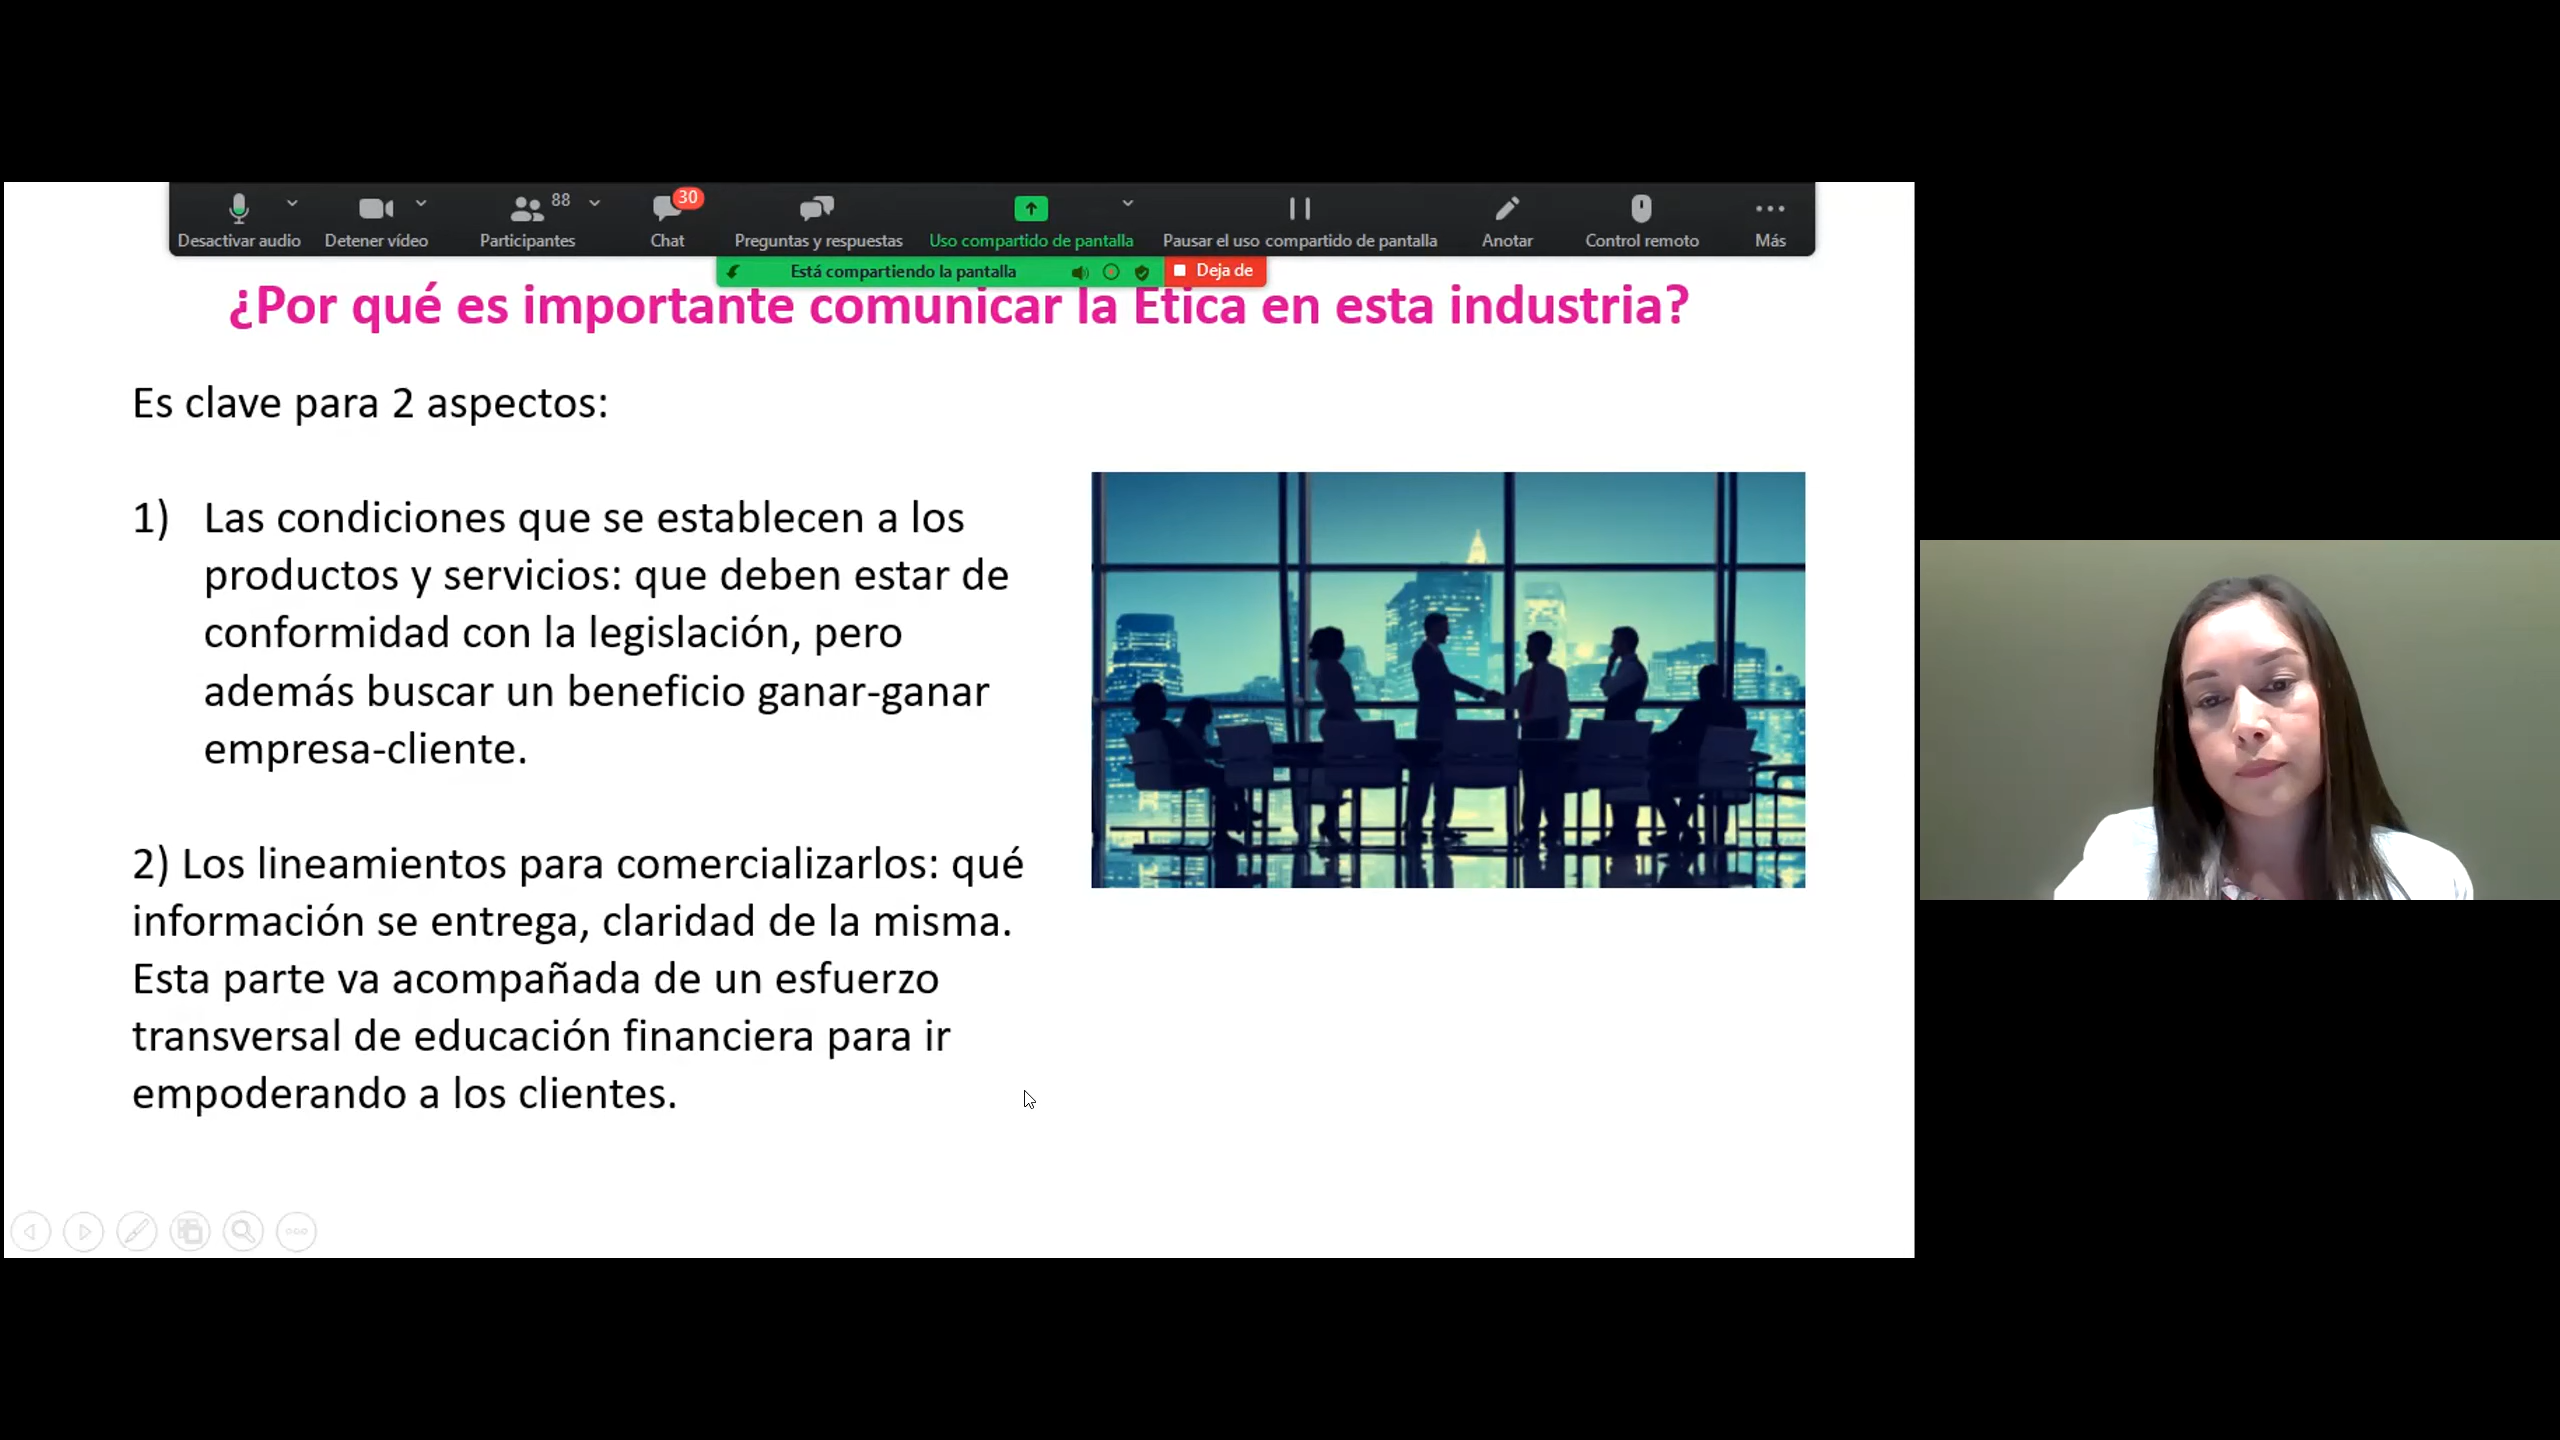 88
30
Desactivar audio
Detener vídeo
Participantes
Chat
Preguntas y respuestas
Uso compartido de pantalla
Pausar el uso compartido de pantalla
Anotar
Control remoto
Más
Está compartiendo la pantalla
Deja de
¿Por qué es importante comunicar la Ética en esta industria?
Es clave para 2 aspectos:
1) Las condiciones que se establecen a los
productos y servicios: que deben estar de
conformidad con la legislación, pero
además buscar un beneficio ganar-ganar
empresa-cliente.
2) Los lineamientos para comercializarlos: qué
información se entrega, claridad de la misma.
Esta parte va acompañada de un esfuerzo
transversal de educación financiera para ir
empoderando a los clientes.